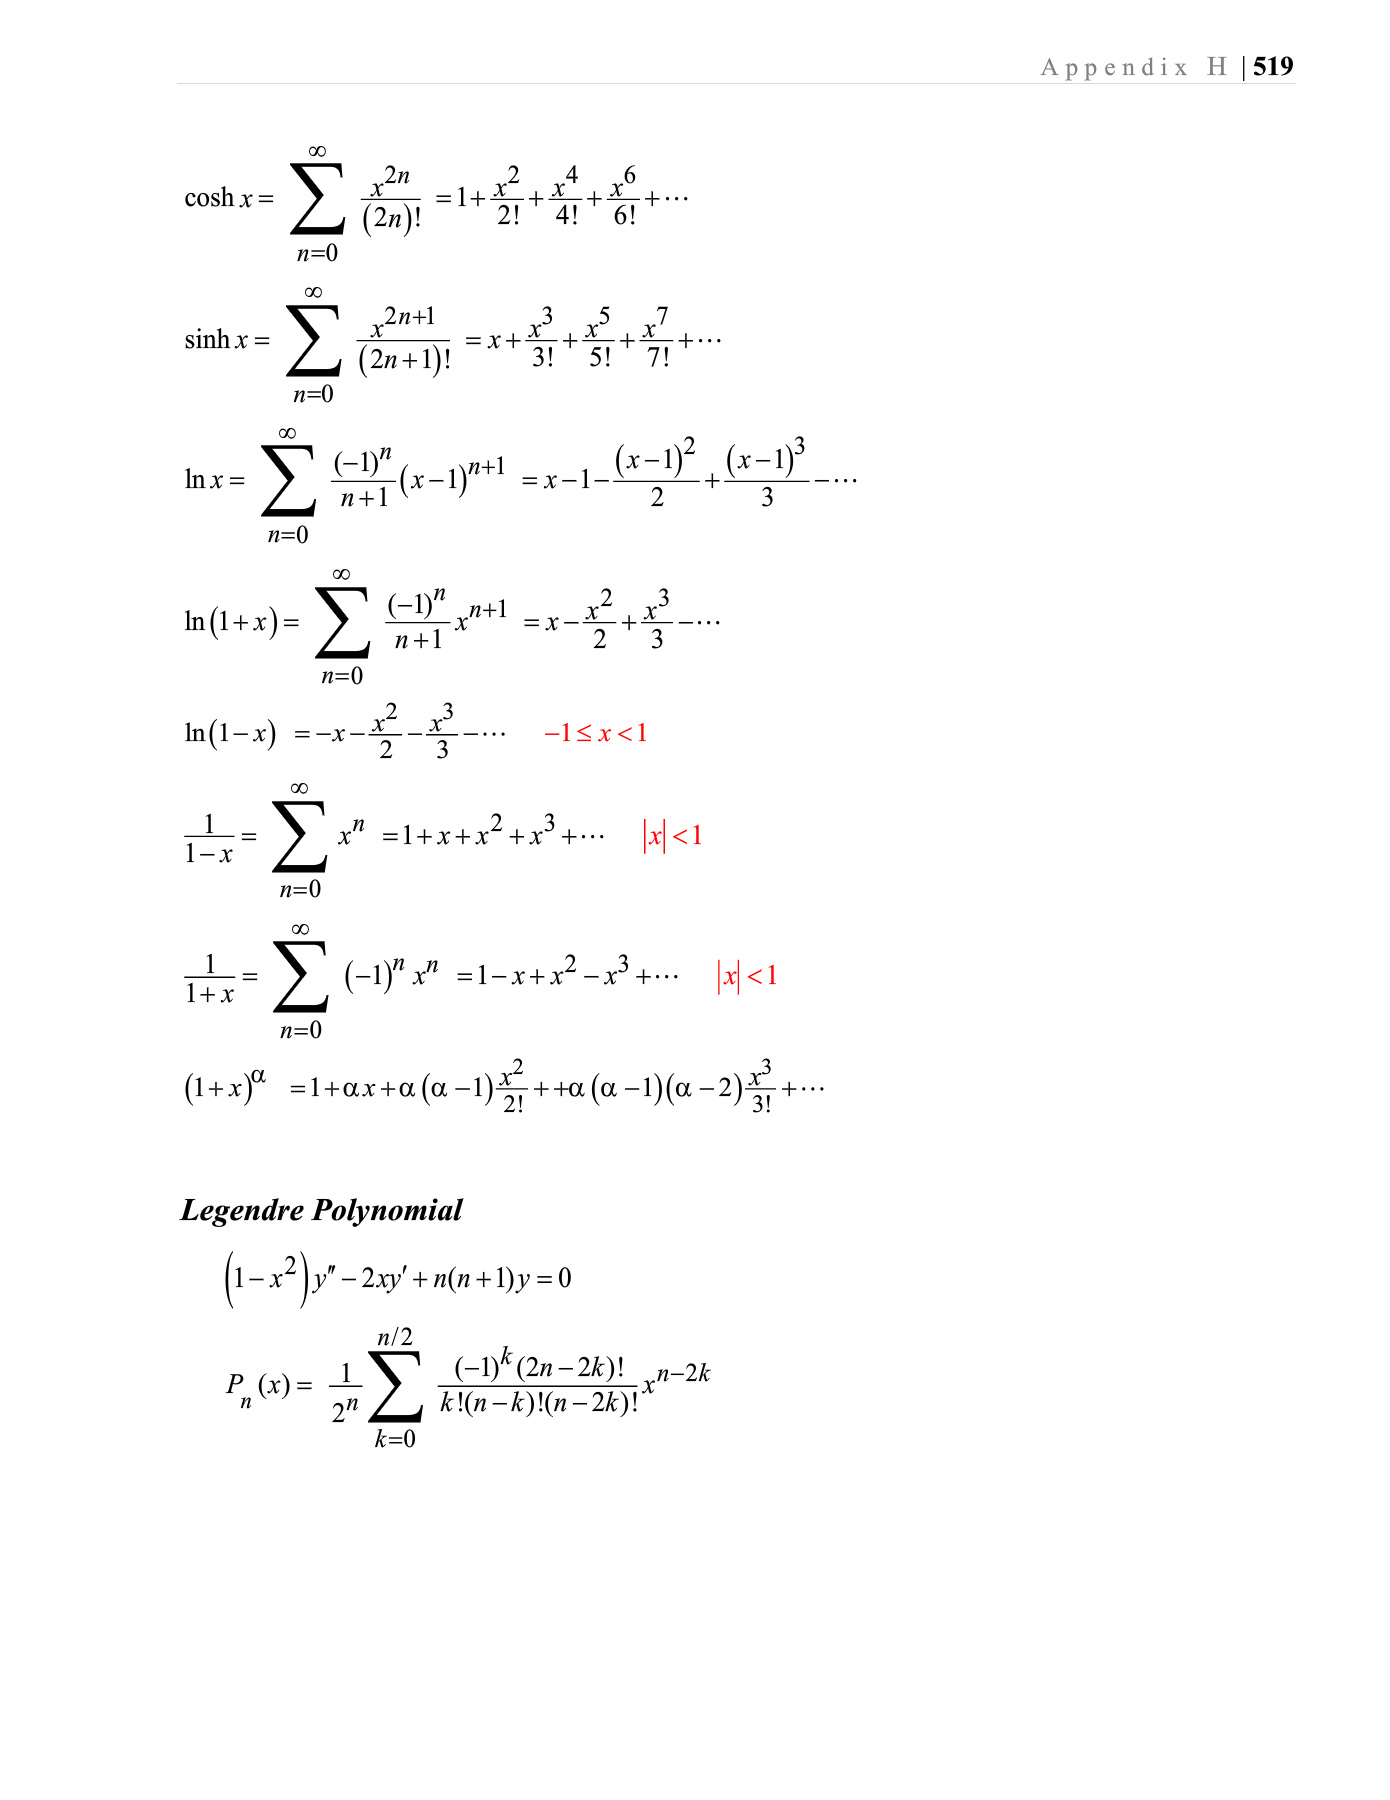 Appendix H | 519
$\cosh x = \sum_{n=0}^{\infty} \frac{x^{2n}}{(2n)!} = 1 + \frac{x^2}{2!} + \frac{x^4}{4!} + \frac{x^6}{6!} + \cdots$
$\sinh x = \sum_{n=0}^{\infty} \frac{x^{2n+1}}{(2n+1)!} = x + \frac{x^3}{3!} + \frac{x^5}{5!} + \frac{x^7}{7!} + \cdots$
$\ln x = \sum_{n=0}^{\infty} \frac{(-1)^n}{n+1} (x-1)^{n+1} = x - 1 - \frac{(x-1)^2}{2} + \frac{(x-1)^3}{3} - \cdots$
$\ln(1+x) = \sum_{n=0}^{\infty} \frac{(-1)^n}{n+1} x^{n+1} = x - \frac{x^2}{2} + \frac{x^3}{3} - \cdots$
$\ln(1-x) = -x - \frac{x^2}{2} - \frac{x^3}{3} - \cdots \quad -1 \le x < 1$
$\frac{1}{1-x} = \sum_{n=0}^{\infty} x^n = 1 + x + x^2 + x^3 + \cdots \quad |x| < 1$
$\frac{1}{1+x} = \sum_{n=0}^{\infty} (-1)^n x^n = 1 - x + x^2 - x^3 + \cdots \quad |x| < 1$
$(1+x)^{\alpha} = 1 + \alpha x + \alpha(\alpha-1)\frac{x^2}{2!} + +\alpha(\alpha-1)(\alpha-2)\frac{x^3}{3!} + \cdots$
Legendre Polynomial
$(1-x^2) y'' - 2xy' + n(n+1) y = 0$
$P_n(x) = \frac{1}{2^n} \sum_{k=0}^{n/2} \frac{(-1)^k (2n-2k)!}{k!(n-k)!(n-2k)!} x^{n-2k}$